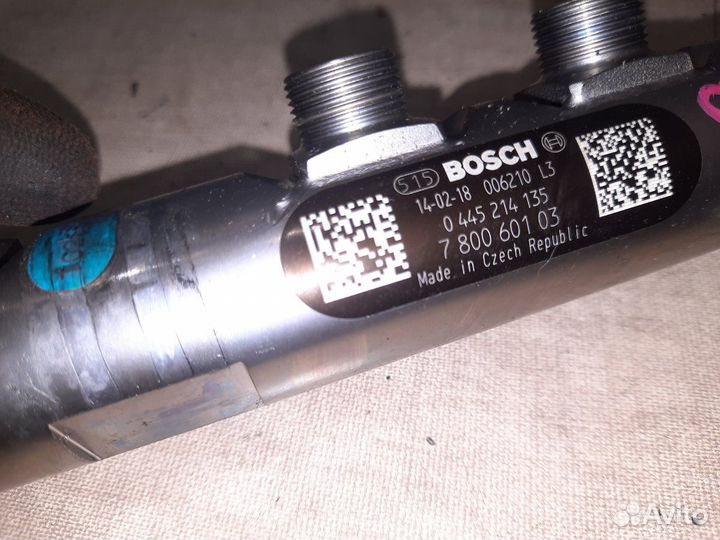 515 BOSCH
14-02-18 006210 L3
0 445 214 135
7 800 601 03
Made in Czech Republic
Avito